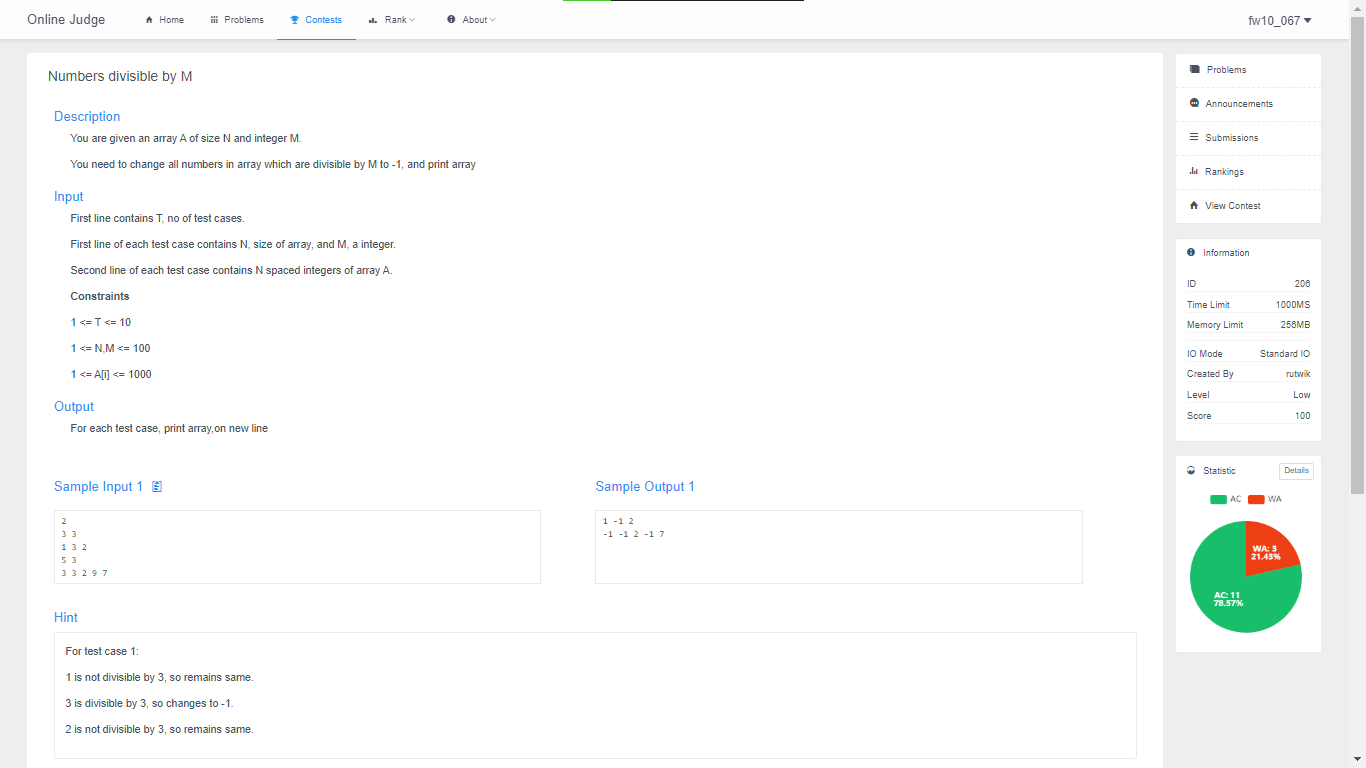 Online Judge
Home
Problems
Contests
Rank
About
fw10_067
Numbers divisible by M
Description
You are given an array A of size N and integer M.
You need to change all numbers in array which are divisible by M to -1, and print array
Input
First line contains T, no of test cases.
First line of each test case contains N, size of array, and M, a integer.
Second line of each test case contains N spaced integers of array A.
Constraints
1 <= T <= 10
1 <= N,M <= 100
1 <= A[i] <= 1000
Output
For each test case, print array,on new line
Sample Input 1
2
3 3
1 3 2
5 3
3 3 2 9 7
Sample Output 1
1 -1 2
-1 -1 2 -1 7
Hint
For test case 1:
1 is not divisible by 3, so remains same.
3 is divisible by 3, so changes to -1.
2 is not divisible by 3, so remains same.
Problems
Announcements
Submissions
Rankings
View Contest
Information
ID 206
Time Limit 1000MS
Memory Limit 256MB
IO Mode Standard IO
Created By rutwik
Level Low
Score 100
Statistic Details
AC WA
WA: 3
21.43%
AC: 11
78.57%